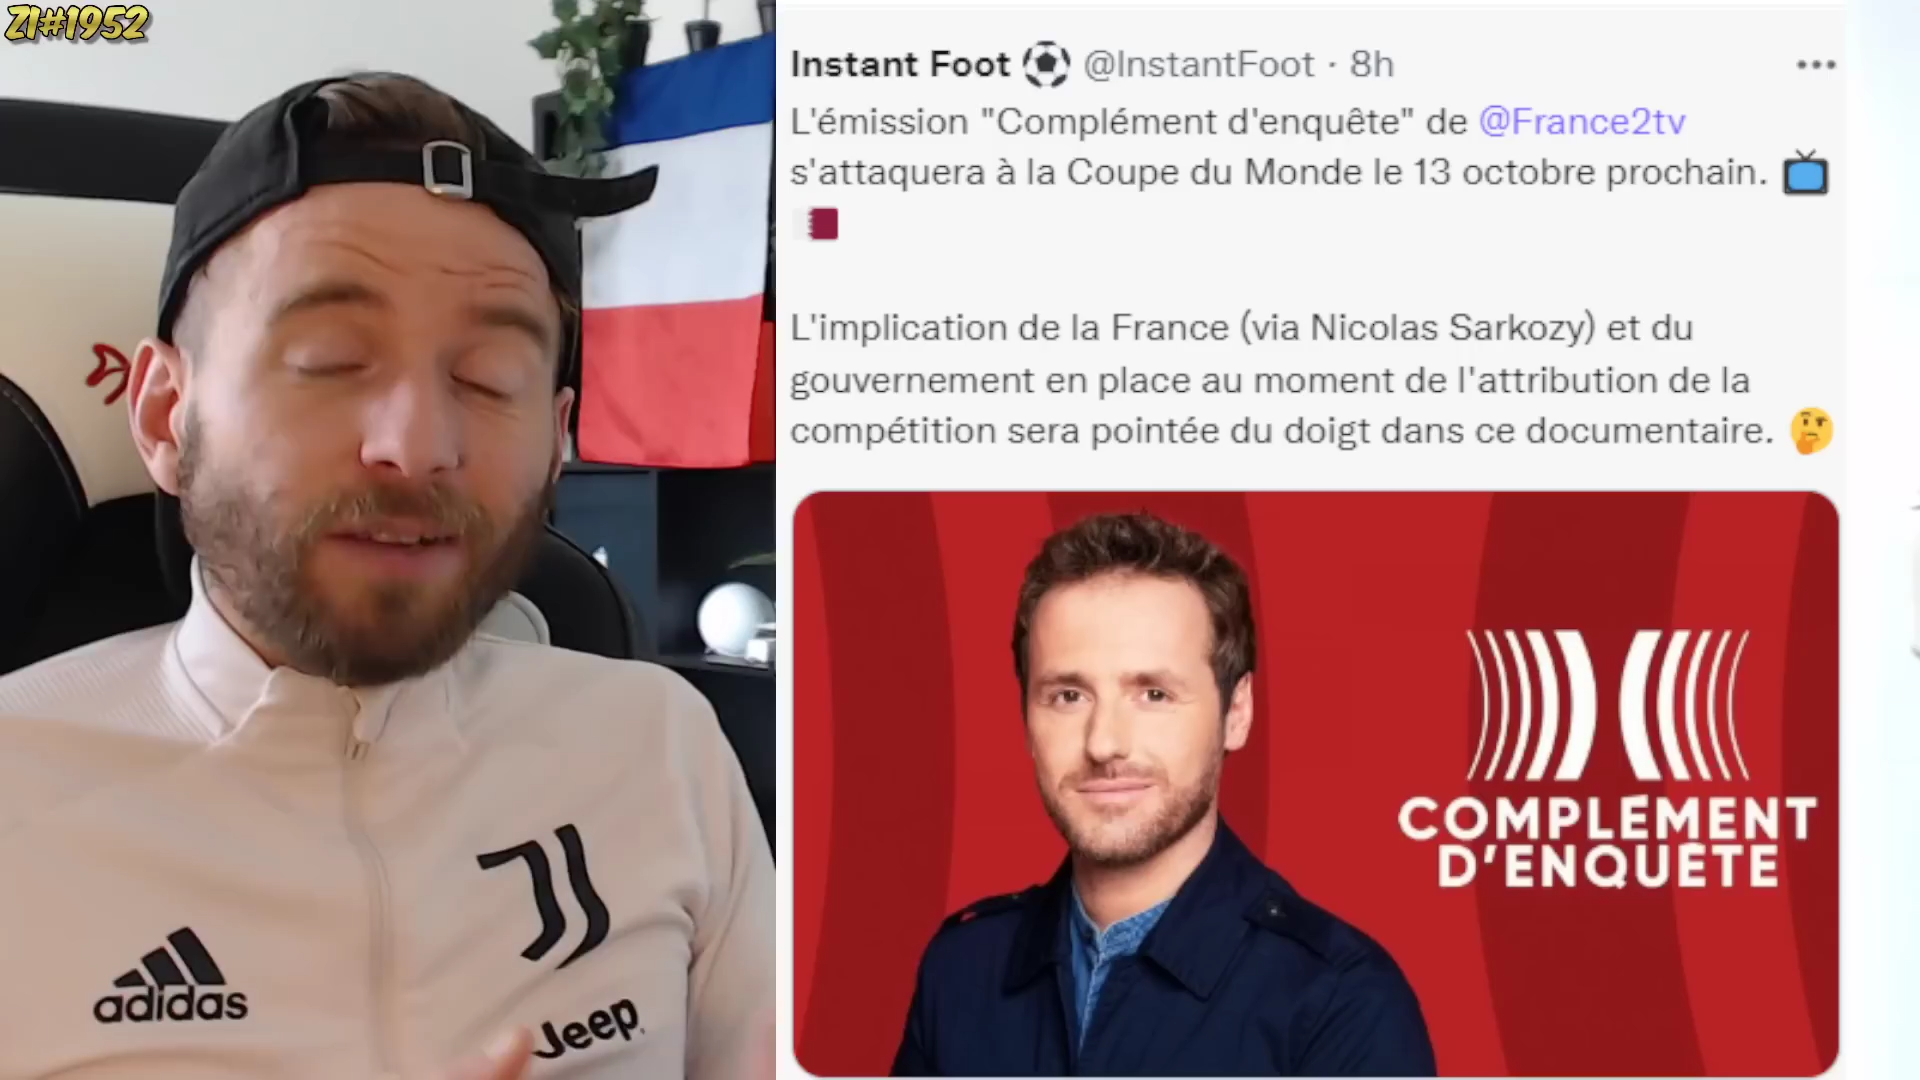 ZI#1952
Instant Foot ⚽ @InstantFoot · 8h
L'émission "Complément d'enquête" de @France2tv
s'attaquera à la Coupe du Monde le 13 octobre prochain. 📺
🇶🇦
L'implication de la France (via Nicolas Sarkozy) et du
gouvernement en place au moment de l'attribution de la
compétition sera pointée du doigt dans ce documentaire. 🤔
COMPLÉMENT
D'ENQUÊTE
adidas
Jeep